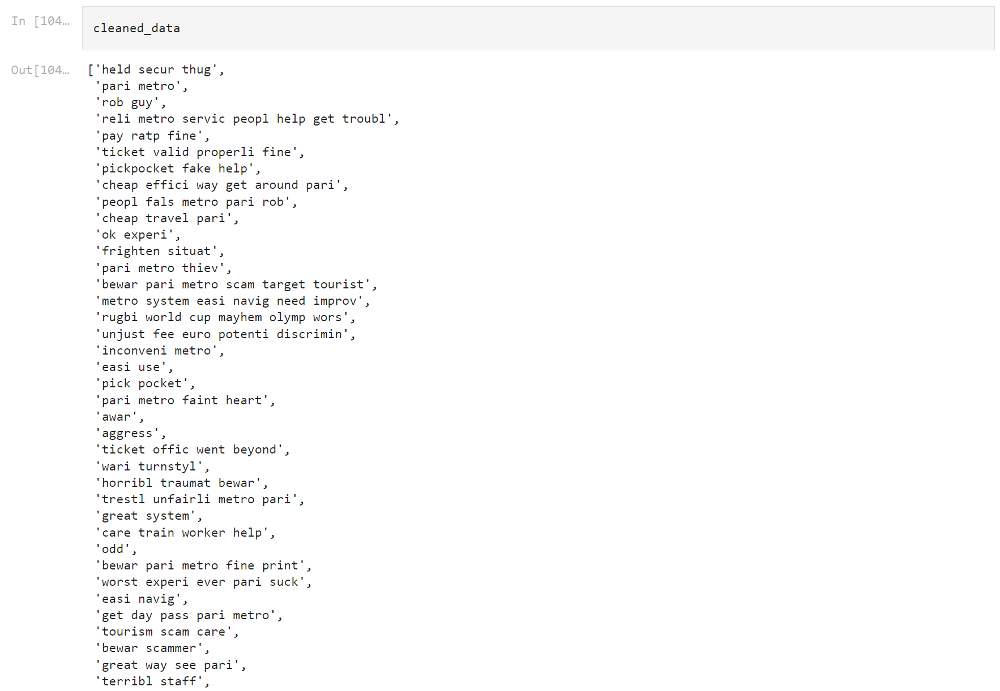 In [104…
cleaned_data
Out[104…
['held secur thug',
'pari metro',
'rob guy',
'reli metro servic peopl help get troubl',
'pay ratp fine',
'ticket valid properli fine',
'pickpocket fake help',
'cheap effici way get around pari',
'peopl fals metro pari rob',
'cheap travel pari',
'ok experi',
'frighten situat',
'pari metro thiev',
'bewar pari metro scam target tourist',
'metro system easi navig need improv',
'rugbi world cup mayhem olymp wors',
'unjust fee euro potenti discrimin',
'inconveni metro',
'easi use',
'pick pocket',
'pari metro faint heart',
'awar',
'aggress',
'ticket offic went beyond',
'wari turnstyl',
'horribl traumat bewar',
'trestl unfairli metro pari',
'great system',
'care train worker help',
'odd',
'bewar pari metro fine print',
'worst experi ever pari suck',
'easi navig',
'get day pass pari metro',
'tourism scam care',
'bewar scammer',
'great way see pari',
'terribl staff',